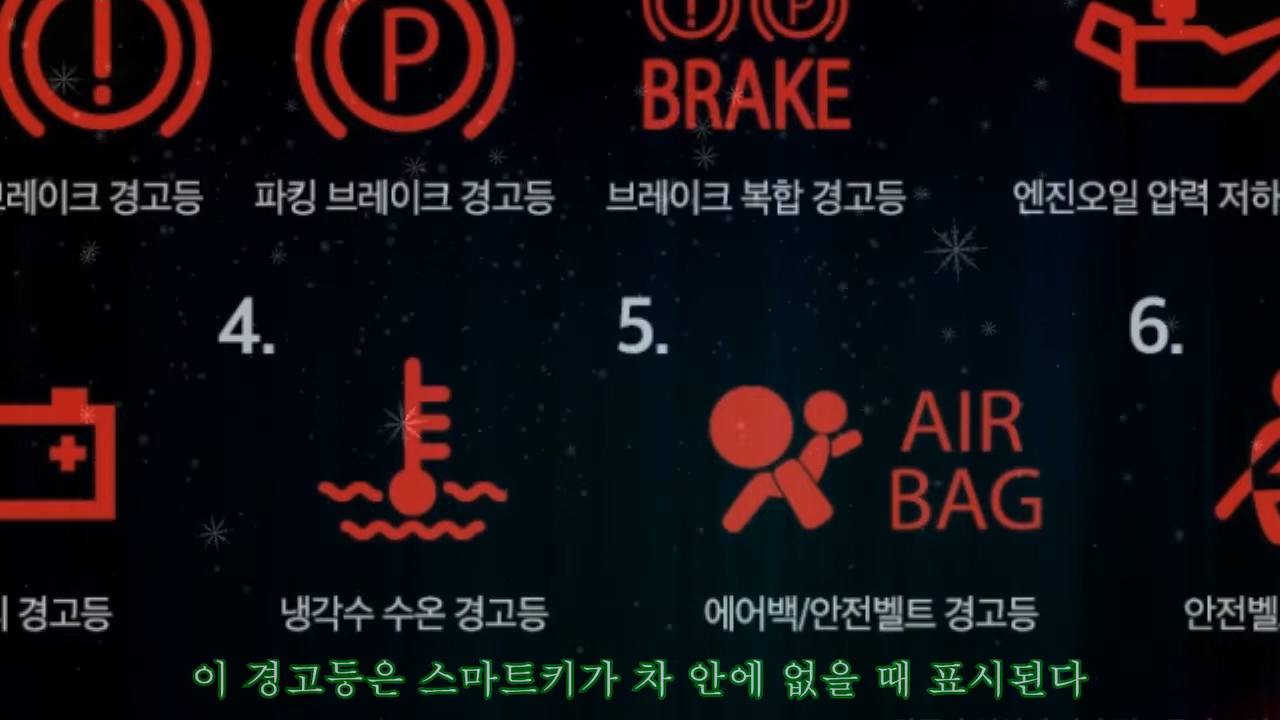 BRAKE
브레이크 경고등
파킹 브레이크 경고등
브레이크 복합 경고등
엔진오일 압력 저하
4.
5.
6.
AIR
BAG
경고등
냉각수 수온 경고등
에어백/안전벨트 경고등
안전벨
이 경고등은 스마트키가 차 안에 없을 때 표시된다